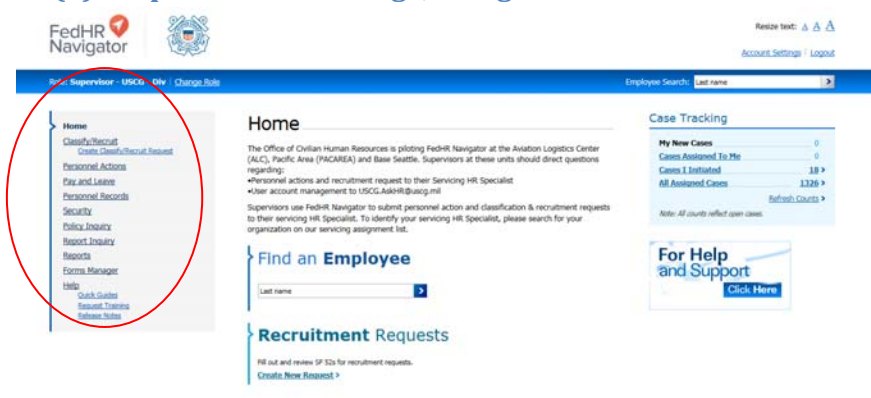 FedHR
Navigator
Resize text: A A A
Account Settings | Logout
Role: Supervisor - USCG - Div | Change Role
Employee Search: Last name
Home
Classify/Recruit
Create Classify/Recruit Request
Personnel Actions
Pay and Leave
Personnel Records
Security
Policy Inquiry
Report Inquiry
Reports
Forms Manager
Help
Quick Guides
Request Training
Release Notes
Home
The Office of Civilian Human Resources is piloting FedHR Navigator at the Aviation Logistics Center
(ALC), Pacific Area (PACAREA) and Base Seattle. Supervisors at these units should direct questions
regarding:
•Personnel actions and recruitment request to their Servicing HR Specialist
•User account management to USCG.AskHR@uscg.mil
Supervisors use FedHR Navigator to submit personnel action and classification & recruitment requests
to their servicing HR Specialist. To identify your servicing HR Specialist, please search for your
organization on our servicing assignment list.
Find an Employee
Last name
Recruitment Requests
Fill out and review SF 52s for recruitment requests.
Create New Request >
Case Tracking
My New Cases 0
Cases Assigned To Me 0
Cases I Initiated 18 >
All Assigned Cases 1326 >
Refresh Counts >
Note: All counts reflect open cases.
For Help
and Support
Click Here